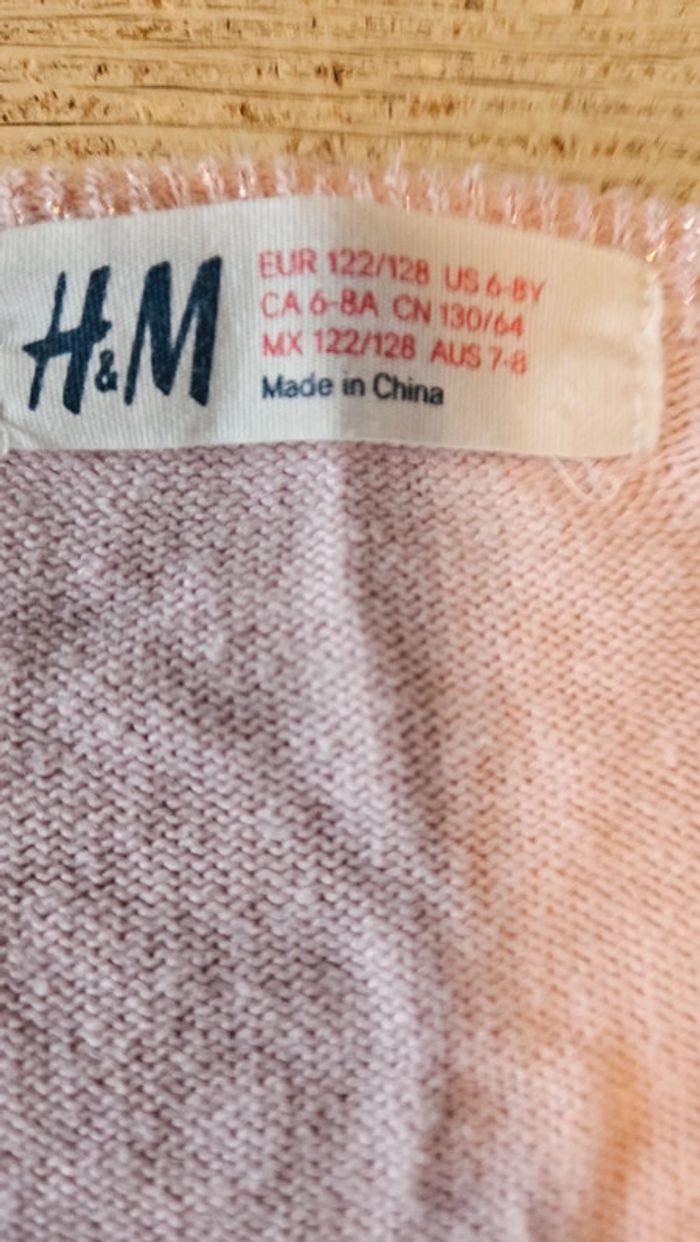 H&M
EUR 122/128 US 6-8Y
CA 6-8A CN 130/64
MX 122/128 AUS 7-8
Made in China